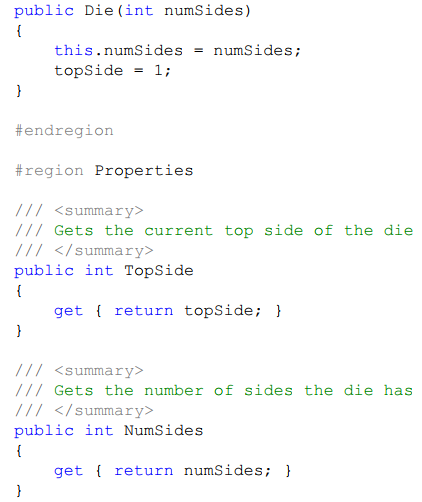 public Die(int numSides)
{
this.numSides = numSides;
topSide = 1;
}
#endregion
#region Properties
/// <summary>
/// Gets the current top side of the die
/// </summary>
public int TopSide
{
get { return topSide; }
}
/// <summary>
/// Gets the number of sides the die has
/// </summary>
public int NumSides
{
get { return numSides; }
}